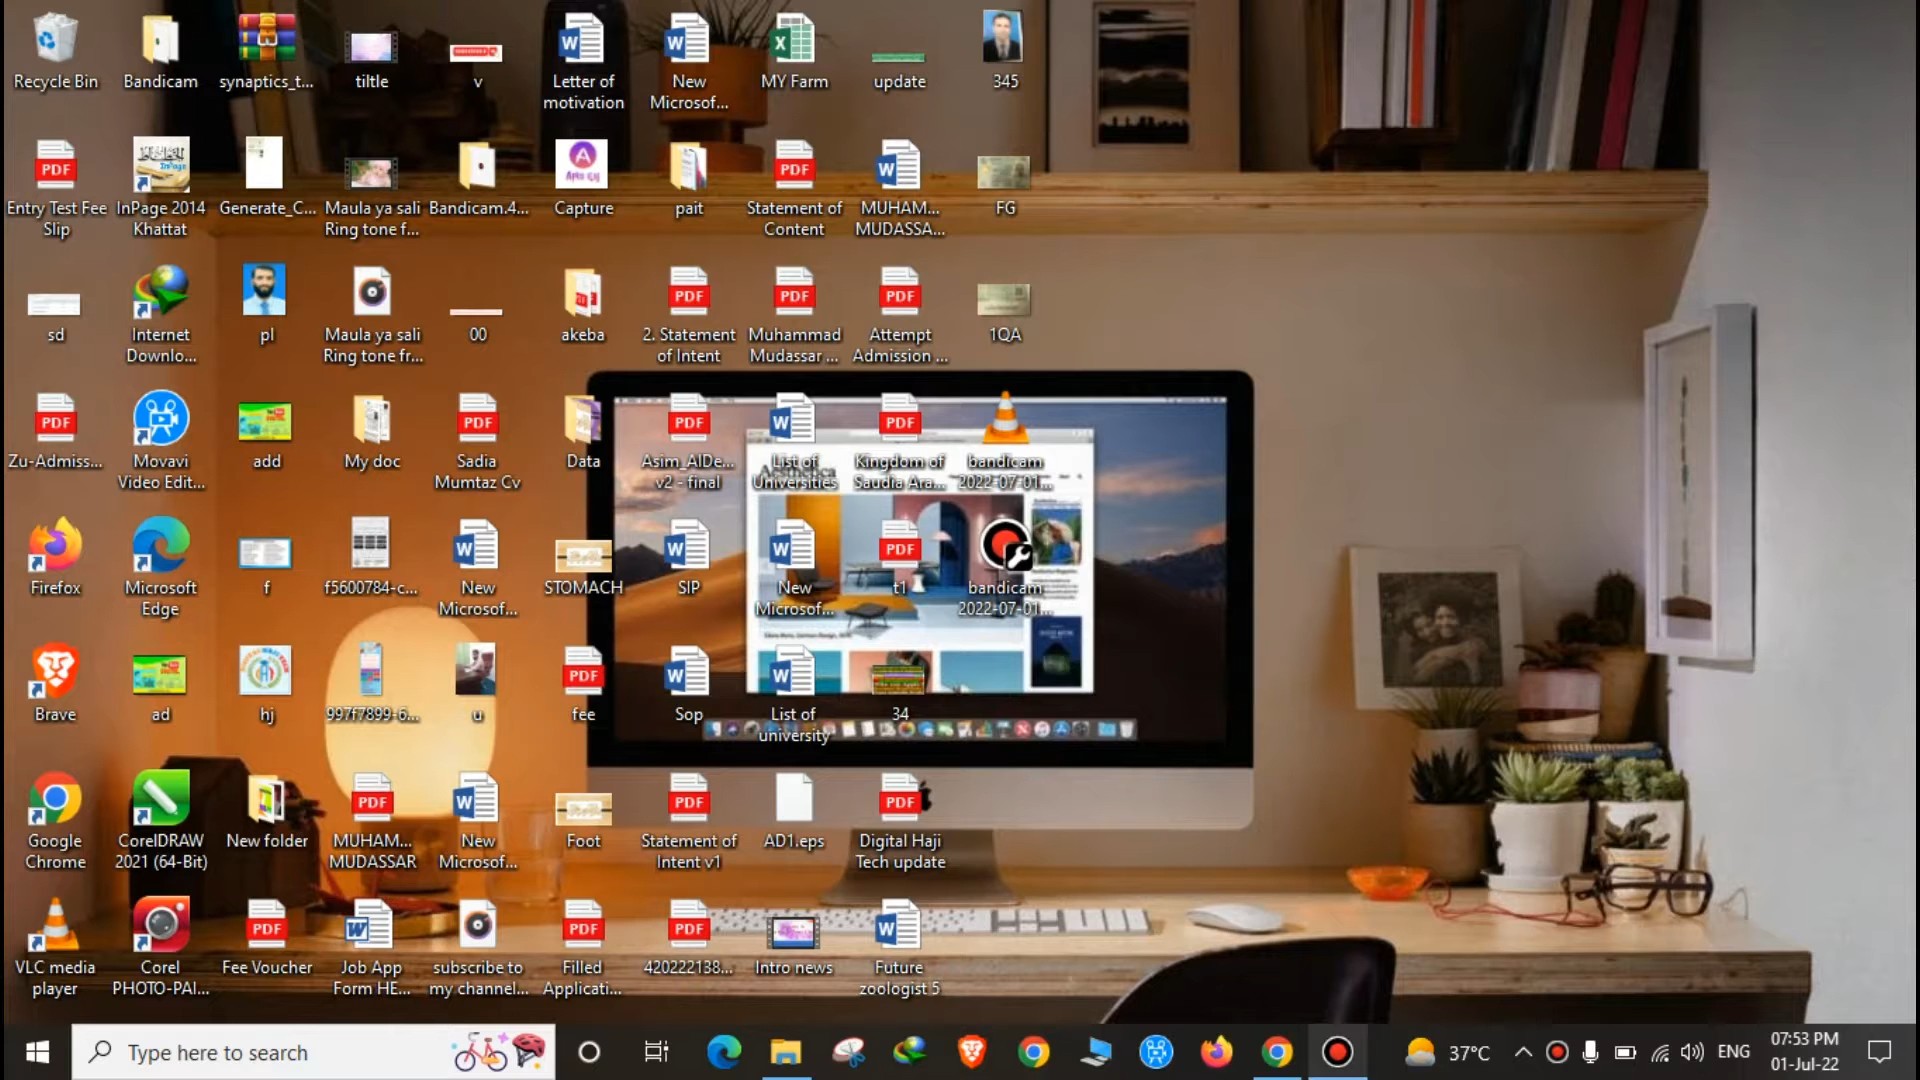 Recycle Bin
Bandicam
synaptics_t...
tiltle
v
Letter of
motivation
New
Microsof...
MY Farm
update
345
Entry Test Fee
Slip
InPage 2014
Khattat
Generate_C...
Maula ya sali
Ring tone f...
Bandicam.4...
Capture
pait
Statement of
Content
MUHAM...
MUDASSA...
FG
sd
Internet
Downlo...
pl
Maula ya sali
Ring tone fr...
00
akeba
2. Statement
of Intent
Muhammad
Mudassar ...
Attempt
Admission ...
1QA
Zu-Admiss...
Movavi
Video Edit...
add
My doc
Sadia
Mumtaz Cv
Data
Asim_AIDe...
v2 - final
List of
Universities
Kingdom of
Saudia Ara...
bandicam
2022-07-01...
Firefox
Microsoft
Edge
f
f5600784-c...
New
Microsof...
STOMACH
SIP
New
Microsof...
t1
bandicam
2022-07-01...
Brave
ad
hj
997f7899-6...
u
fee
Sop
List of
university
34
Google
Chrome
CorelDRAW
2021 (64-Bit)
New folder
MUHAM...
MUDASSAR
New
Microsof...
Foot
Statement of
Intent v1
AD1.eps
Digital Haji
Tech update
VLC media
player
Corel
PHOTO-PAI...
Fee Voucher
Job App
Form HE...
subscribe to
my channel...
Filled
Applicati...
420222138...
Intro news
Future
zoologist 5
Type here to search
37°C
ENG
07:53 PM
01-Jul-22